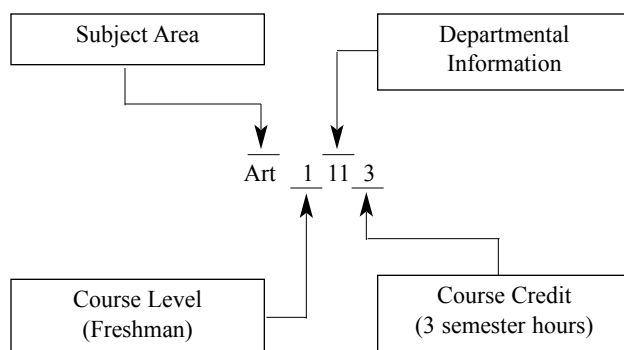 Subject Area
Departmental
Information
Art 1 11 3
Course Level
(Freshman)
Course Credit
(3 semester hours)